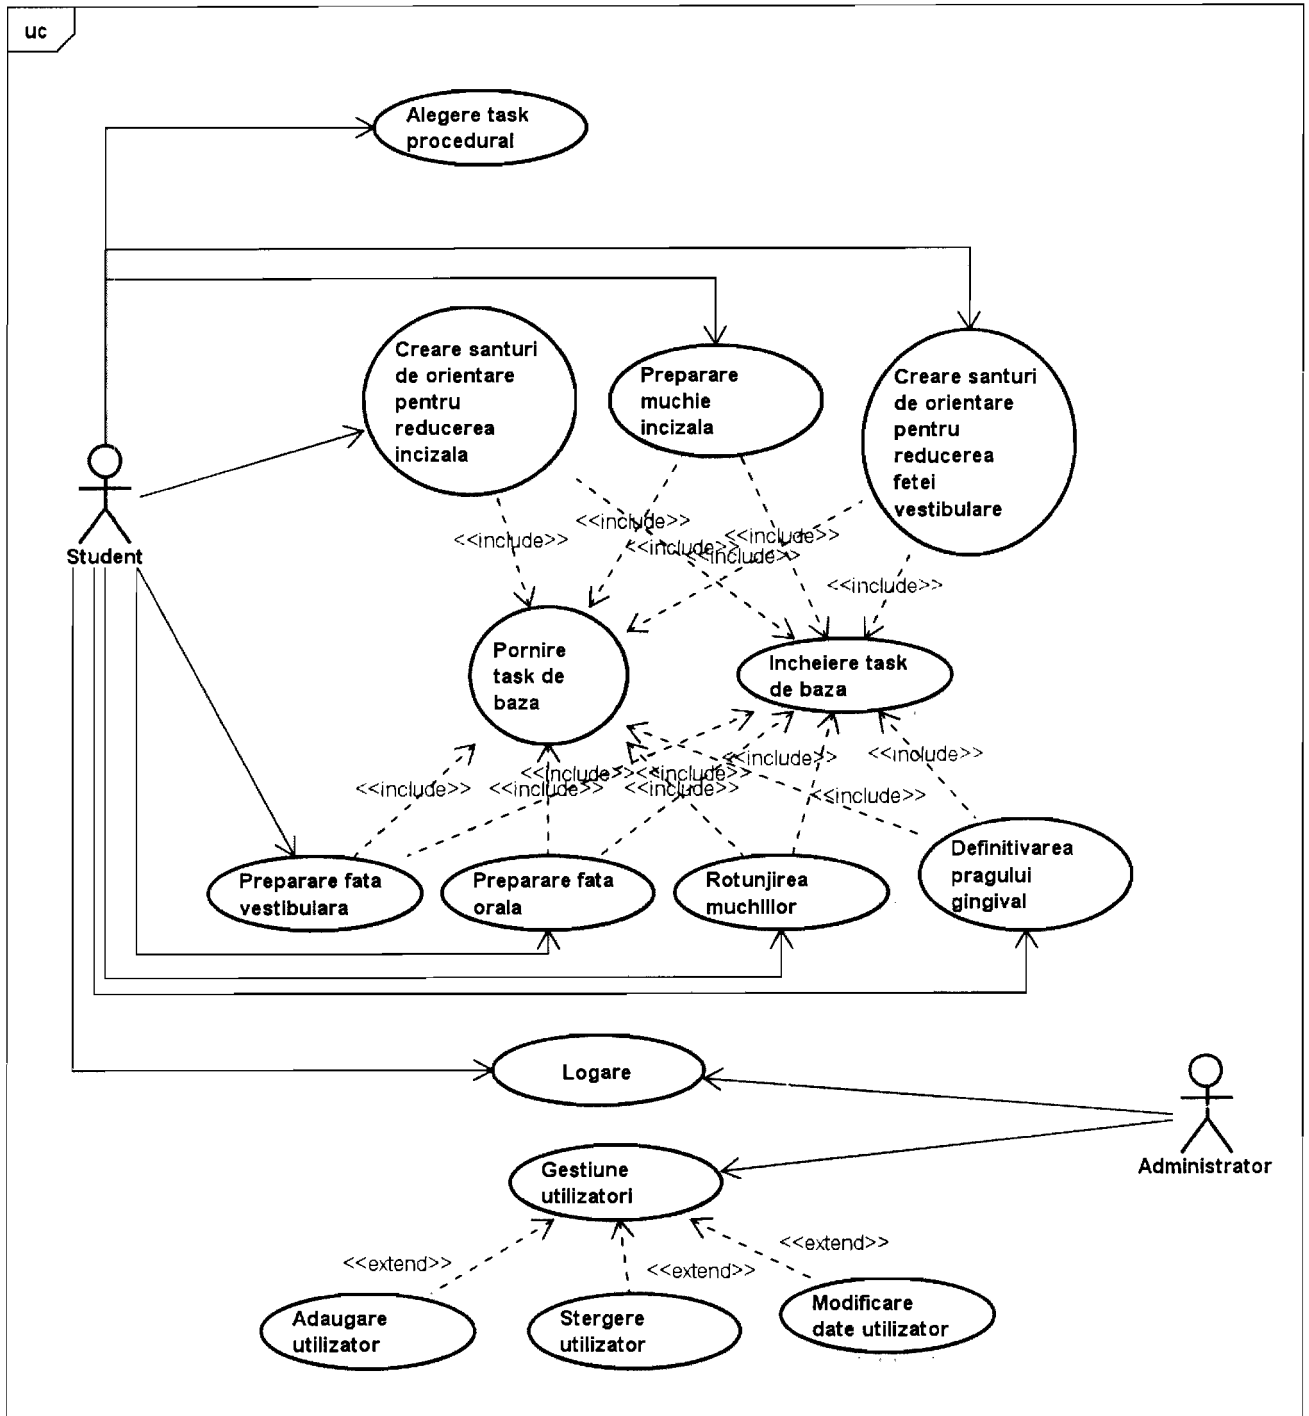 uc
Alegere task
procedural
Creare santuri
de orientare
pentru
reducerea
incizala
Preparare
muchie
incizala
Creare santuri
de orientare
pentru
reducerea
fetei
vestibulare
Student
<<include>>
<<include>>
<<include>>
<<include>>
<<include>>
<<include>>
Pornire
task de
baza
Incheiere task
de baza
<<include>>
<<include>>
<<include>>
<<include>>
<<include>>
<<include>>
<<include>>
<<include>>
Preparare fata
vestibulara
Preparare fata
orala
Rotunjirea
muchiilor
Definitivarea
pragului
gingival
Logare
Administrator
Gestiune
utilizatori
<<extend>>
<<extend>>
<<extend>>
Adaugare
utilizator
Stergere
utilizator
Modificare
date utilizator